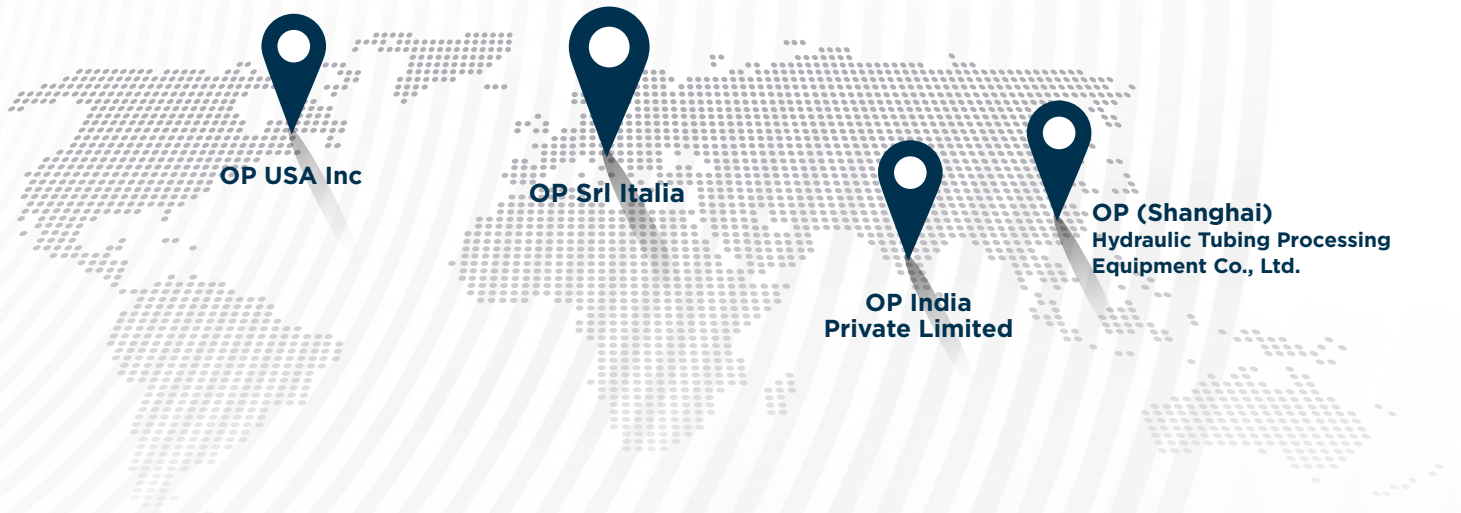 OP USA Inc
OP Srl Italia
OP (Shanghai)
Hydraulic Tubing Processing
Equipment Co., Ltd.
OP India
Private Limited